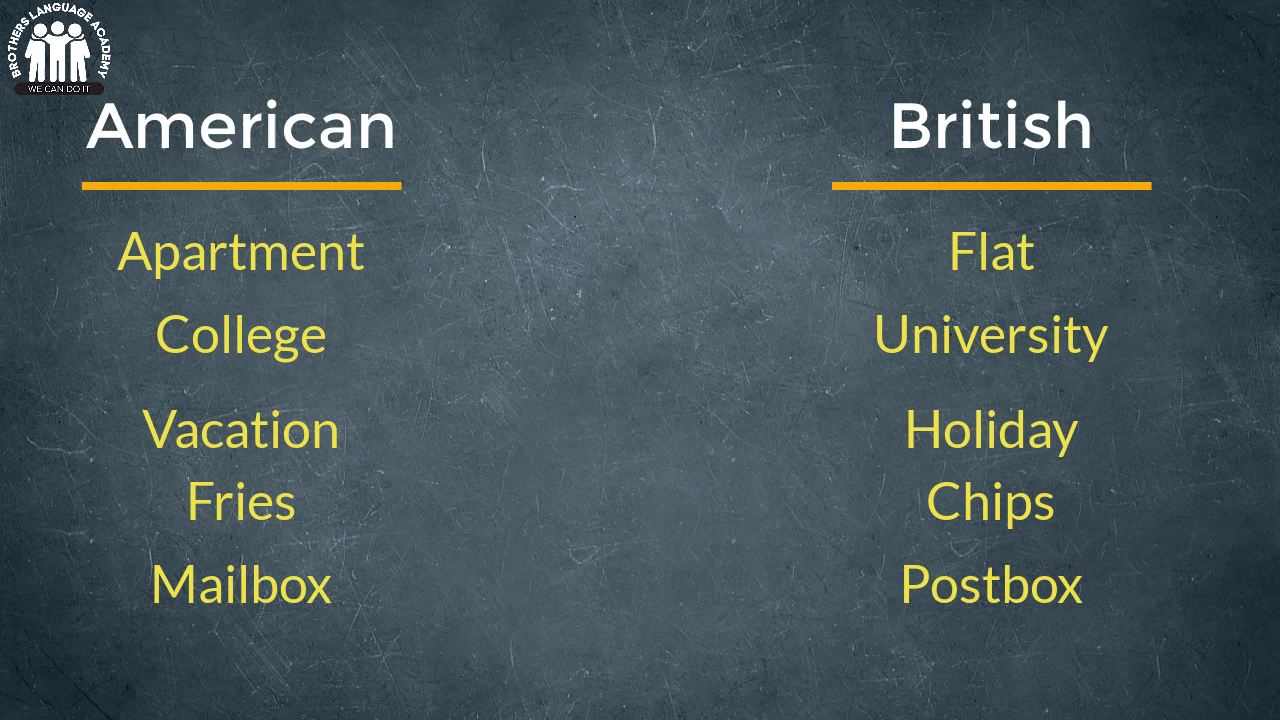 BROTHERS LANGUAGE ACADEMY
WE CAN DO IT
American British
Apartment Flat
College University
Vacation Holiday
Fries Chips
Mailbox Postbox